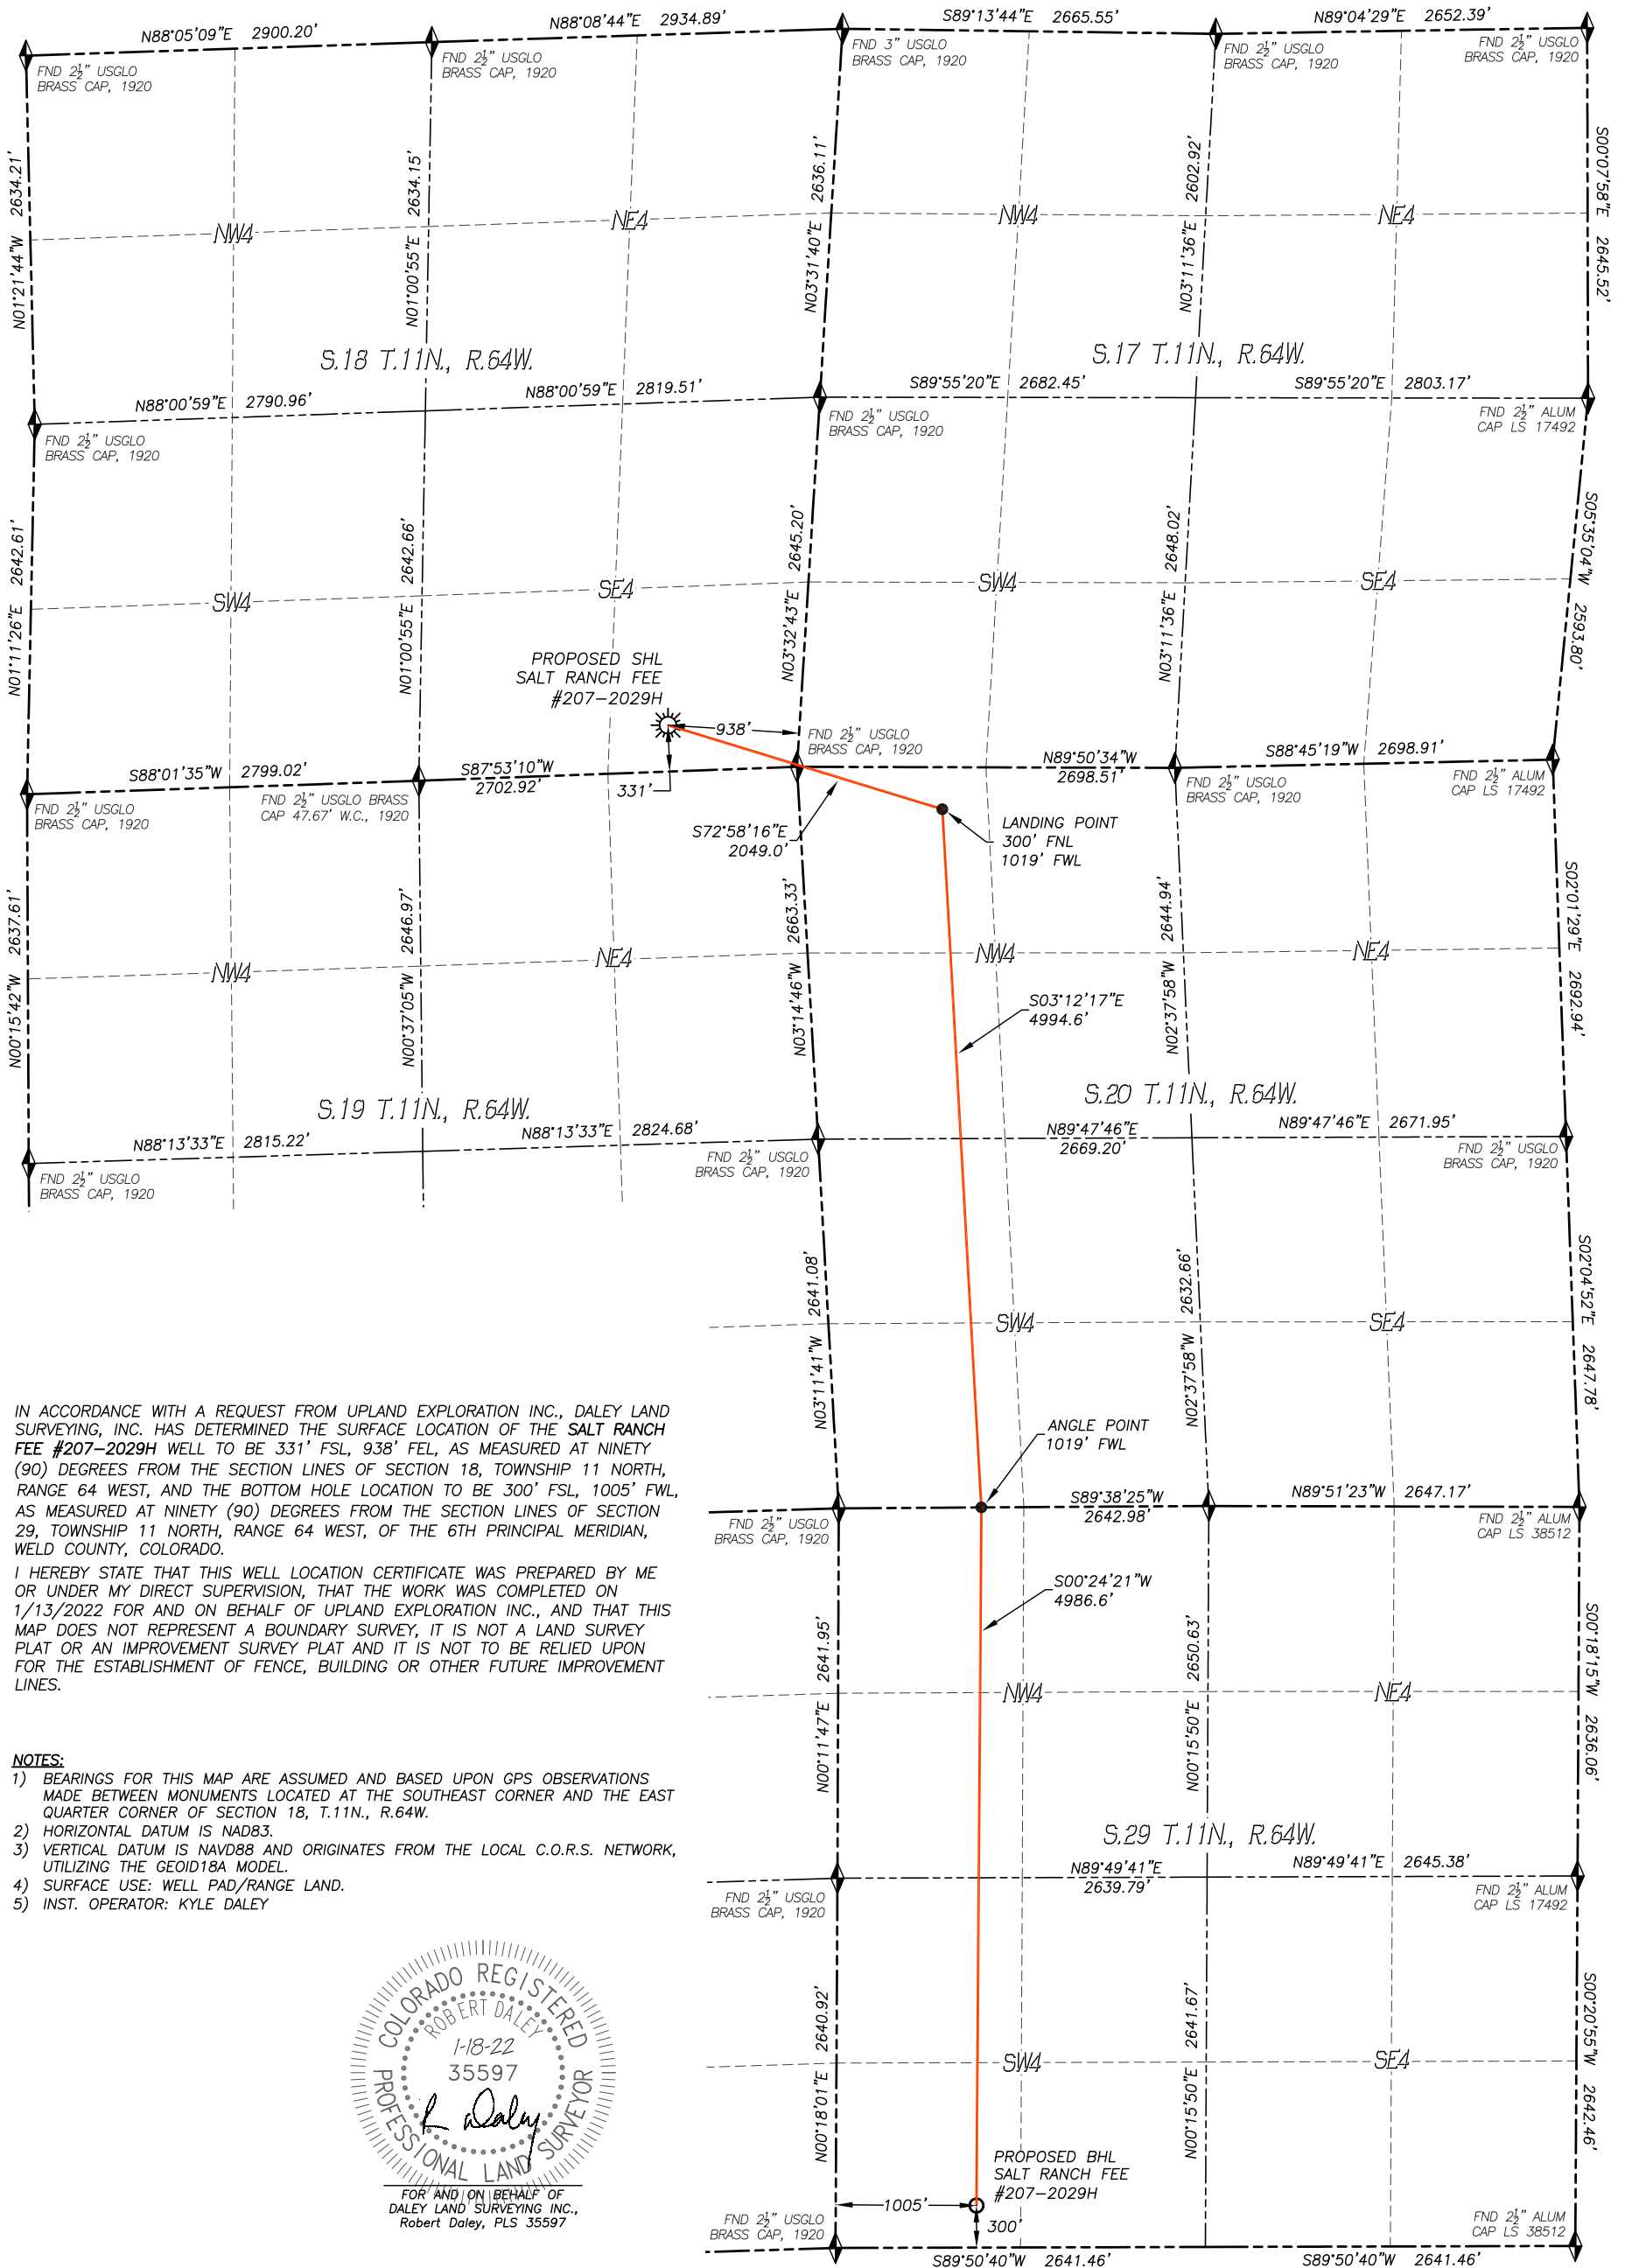 N88°05'09"E 2900.20'
N88°08'44"E 2934.89'
S89°13'44"E 2665.55'
N89°04'29"E 2652.39'
FND 2½" USGLO
BRASS CAP, 1920
FND 2½" USGLO
BRASS CAP, 1920
FND 3" USGLO
BRASS CAP, 1920
FND 2½" USGLO
BRASS CAP, 1920
FND 2½" USGLO
BRASS CAP, 1920
N01°21'44"W 2634.21'
N01°00'55"E 2634.15'
N03°31'40"E 2636.11'
N03°11'36"E 2602.92'
S00°07'58"E 2645.52'
NW4
NE4
NW4
NE4
S.18 T.11N., R.64W.
S.17 T.11N., R.64W.
N88°00'59"E 2790.96'
N88°00'59"E 2819.51'
S89°55'20"E 2682.45'
S89°55'20"E 2803.17'
FND 2½" USGLO
BRASS CAP, 1920
FND 2½" USGLO
BRASS CAP, 1920
FND 2½" ALUM
CAP LS 17492
N01°11'26"E 2642.61'
N01°00'55"E 2642.66'
N03°32'43"E 2645.20'
N03°11'36"E 2648.02'
S05°35'04"W 2593.80'
SW4
SE4
SW4
SE4
PROPOSED SHL
SALT RANCH FEE
#207-2029H
938'
331'
FND 2½" USGLO
BRASS CAP, 1920
S88°01'35"W 2799.02'
S87°53'10"W
2702.92'
N89°50'34"W
2698.51'
S88°45'19"W 2698.91'
FND 2½" USGLO
BRASS CAP, 1920
FND 2½" USGLO BRASS
CAP 47.67' W.C., 1920
FND 2½" USGLO
BRASS CAP, 1920
FND 2½" ALUM
CAP LS 17492
S72°58'16"E
2049.0'
LANDING POINT
300' FNL
1019' FWL
N00°15'42"W 2637.61'
N00°37'05"W 2646.97'
N03°14'46"W 2663.33'
N02°37'58"W 2644.94'
S02°01'29"E 2692.94'
NW4
NE4
NW4
NE4
S03°12'17"E
4994.6'
S.19 T.11N., R.64W.
S.20 T.11N., R.64W.
N88°13'33"E 2815.22'
N88°13'33"E 2824.68'
N89°47'46"E
2669.20'
N89°47'46"E 2671.95'
FND 2½" USGLO
BRASS CAP, 1920
FND 2½" USGLO
BRASS CAP, 1920
FND 2½" USGLO
BRASS CAP, 1920
N03°11'41"W 2641.08'
N02°37'58"W 2632.66'
S02°04'52"E 2647.78'
SW4
SE4
ANGLE POINT
1019' FWL
S89°38'25"W
2642.98'
N89°51'23"W 2647.17'
FND 2½" USGLO
BRASS CAP, 1920
FND 2½" ALUM
CAP LS 38512
S00°24'21"W
4986.6'
N00°11'47"E 2641.95'
N00°15'50"E 2650.63'
S00°18'15"W 2636.06'
NW4
NE4
S.29 T.11N., R.64W.
N89°49'41"E
2639.79'
N89°49'41"E 2645.38'
FND 2½" USGLO
BRASS CAP, 1920
FND 2½" ALUM
CAP LS 17492
N00°18'01"E 2640.92'
N00°15'50"E 2641.67'
S00°20'55"W 2642.46'
SW4
SE4
PROPOSED BHL
SALT RANCH FEE
#207-2029H
1005'
300'
FND 2½" USGLO
BRASS CAP, 1920
FND 2½" ALUM
CAP LS 38512
S89°50'40"W 2641.46'
S89°50'40"W 2641.46'
IN ACCORDANCE WITH A REQUEST FROM UPLAND EXPLORATION INC., DALEY LAND
SURVEYING, INC. HAS DETERMINED THE SURFACE LOCATION OF THE SALT RANCH
FEE #207-2029H WELL TO BE 331' FSL, 938' FEL, AS MEASURED AT NINETY
(90) DEGREES FROM THE SECTION LINES OF SECTION 18, TOWNSHIP 11 NORTH,
RANGE 64 WEST, AND THE BOTTOM HOLE LOCATION TO BE 300' FSL, 1005' FWL,
AS MEASURED AT NINETY (90) DEGREES FROM THE SECTION LINES OF SECTION
29, TOWNSHIP 11 NORTH, RANGE 64 WEST, OF THE 6TH PRINCIPAL MERIDIAN,
WELD COUNTY, COLORADO.
I HEREBY STATE THAT THIS WELL LOCATION CERTIFICATE WAS PREPARED BY ME
OR UNDER MY DIRECT SUPERVISION, THAT THE WORK WAS COMPLETED ON
1/13/2022 FOR AND ON BEHALF OF UPLAND EXPLORATION INC., AND THAT THIS
MAP DOES NOT REPRESENT A BOUNDARY SURVEY, IT IS NOT A LAND SURVEY
PLAT OR AN IMPROVEMENT SURVEY PLAT AND IT IS NOT TO BE RELIED UPON
FOR THE ESTABLISHMENT OF FENCE, BUILDING OR OTHER FUTURE IMPROVEMENT
LINES.
NOTES:
1) BEARINGS FOR THIS MAP ARE ASSUMED AND BASED UPON GPS OBSERVATIONS
MADE BETWEEN MONUMENTS LOCATED AT THE SOUTHEAST CORNER AND THE EAST
QUARTER CORNER OF SECTION 18, T.11N., R.64W.
2) HORIZONTAL DATUM IS NAD83.
3) VERTICAL DATUM IS NAVD88 AND ORIGINATES FROM THE LOCAL C.O.R.S. NETWORK,
UTILIZING THE GEOID18A MODEL.
4) SURFACE USE: WELL PAD/RANGE LAND.
5) INST. OPERATOR: KYLE DALEY
COLORADO REGISTERED
ROBERT DALEY
1-18-22
35597
R Daley
PROFESSIONAL LAND SURVEYOR
FOR AND ON BEHALF OF
DALEY LAND SURVEYING INC.,
Robert Daley, PLS 35597